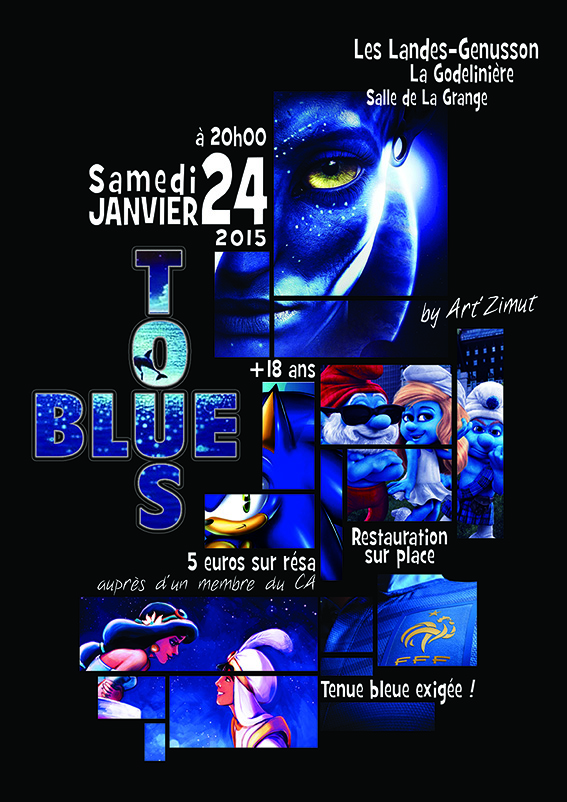 Les Landes-Genusson
La Godelinière
Salle de La Grange
à 20h00
Samedi
JANVIER 24
2015
by Art'Zimut
TOUS
BLUE
+18 ans
Restauration
sur place
5 euros sur résa
auprès d'un membre du CA
FFF
Tenue bleue exigée !